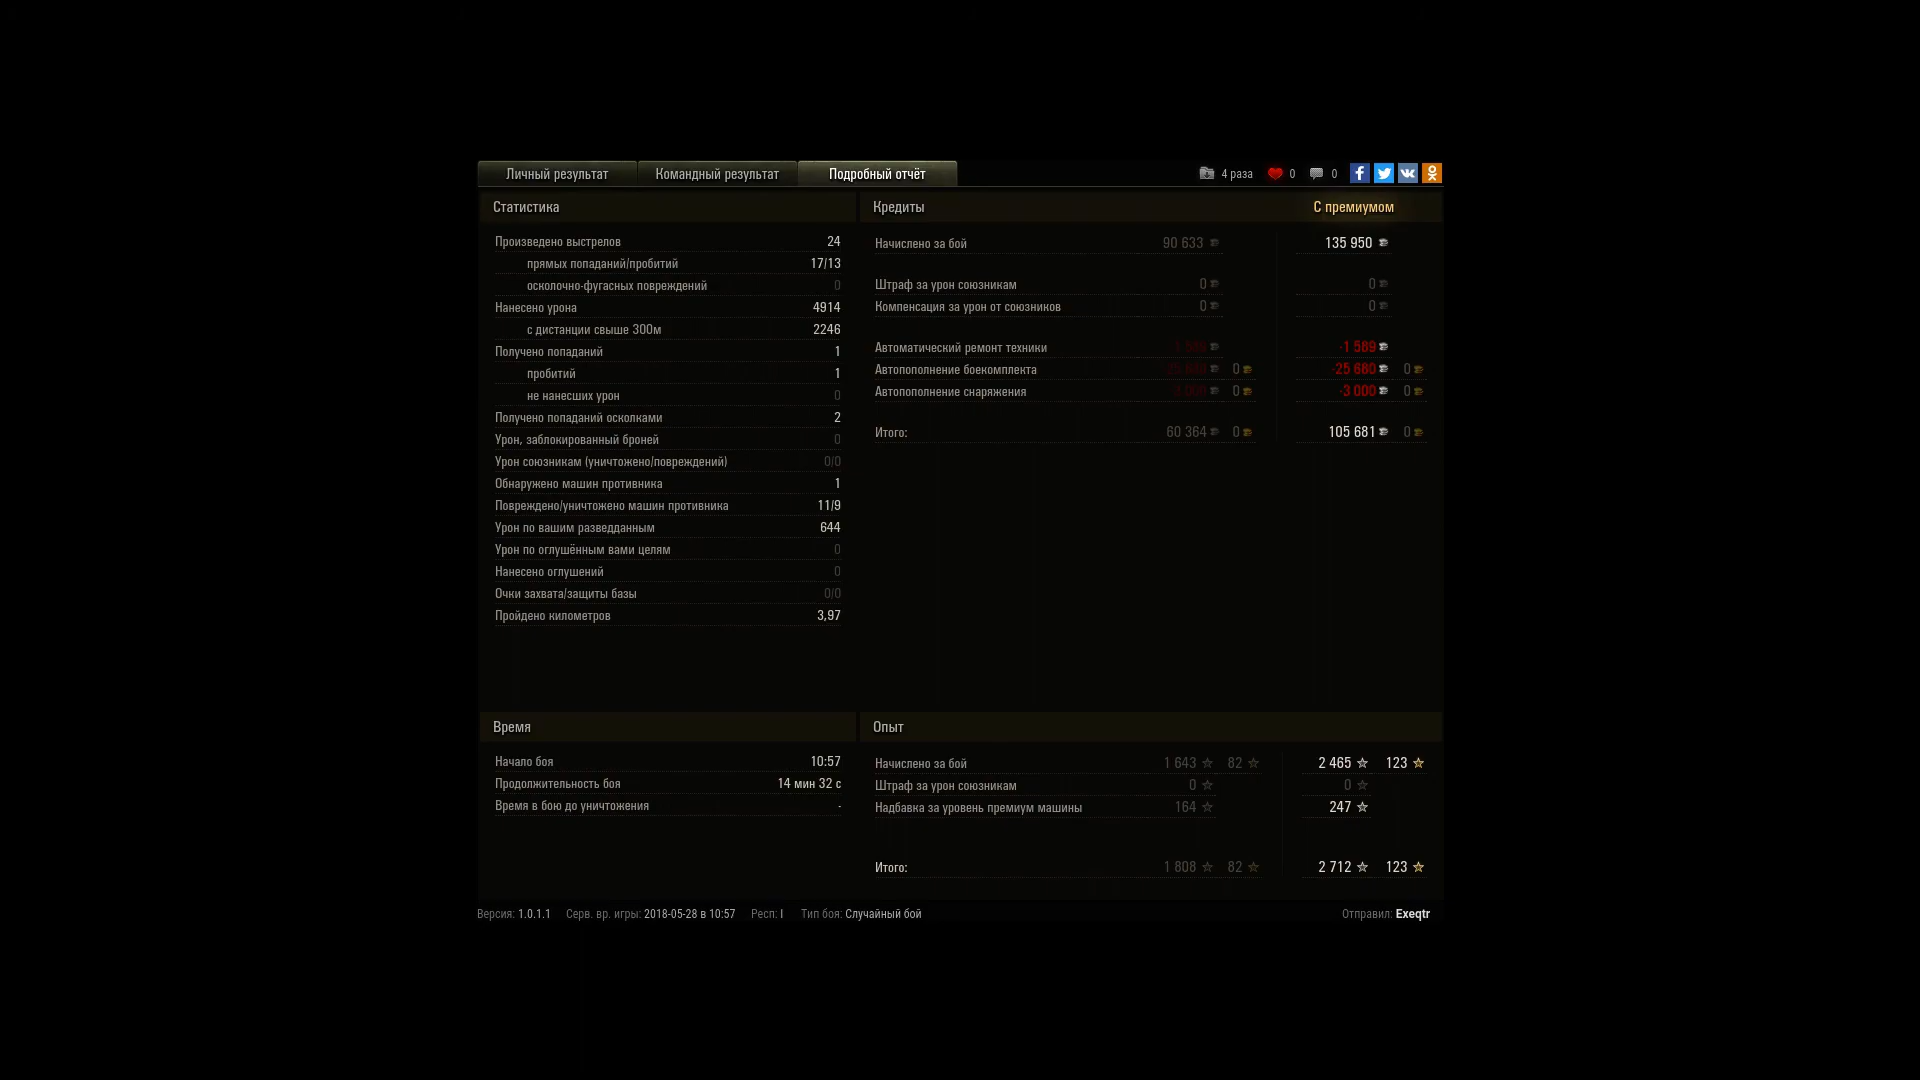 Личный результат Командный результат Подробный отчёт 4 раза 0 0
Статистика
Произведено выстрелов 24
прямых попаданий/пробитий 17/13
осколочно-фугасных повреждений 0
Нанесено урона 4914
с дистанции свыше 300м 2246
Получено попаданий 1
пробитий 1
не нанесших урон 0
Получено попаданий осколками 2
Урон, заблокированный броней 0
Урон союзникам (уничтожено/повреждений) 0/0
Обнаружено машин противника 1
Повреждено/уничтожено машин противника 11/9
Урон по вашим разведданным 644
Урон по оглушённым вами целям 0
Нанесено оглушений 0
Очки захвата/защиты базы 0/0
Пройдено километров 3,97
Кредиты С премиумом
Начислено за бой 90 633 135 950
Штраф за урон союзникам 0 0
Компенсация за урон от союзников 0 0
Автоматический ремонт техники -1 589 -1 589
Автопополнение боекомплекта -25 680 0 -25 680 0
Автопополнение снаряжения -3 000 0 -3 000 0
Итого: 60 364 0 105 681 0
Время
Начало боя 10:57
Продолжительность боя 14 мин 32 с
Время в бою до уничтожения -
Опыт
Начислено за бой 1 643 82 2 465 123
Штраф за урон союзникам 0 0
Надбавка за уровень премиум машины 164 247
Итого: 1 808 82 2 712 123
Версия: 1.0.1.1 Серв. вр. игры: 2018-05-28 в 10:57 Респ: I Тип боя: Случайный бой Отправил: Exeqtr